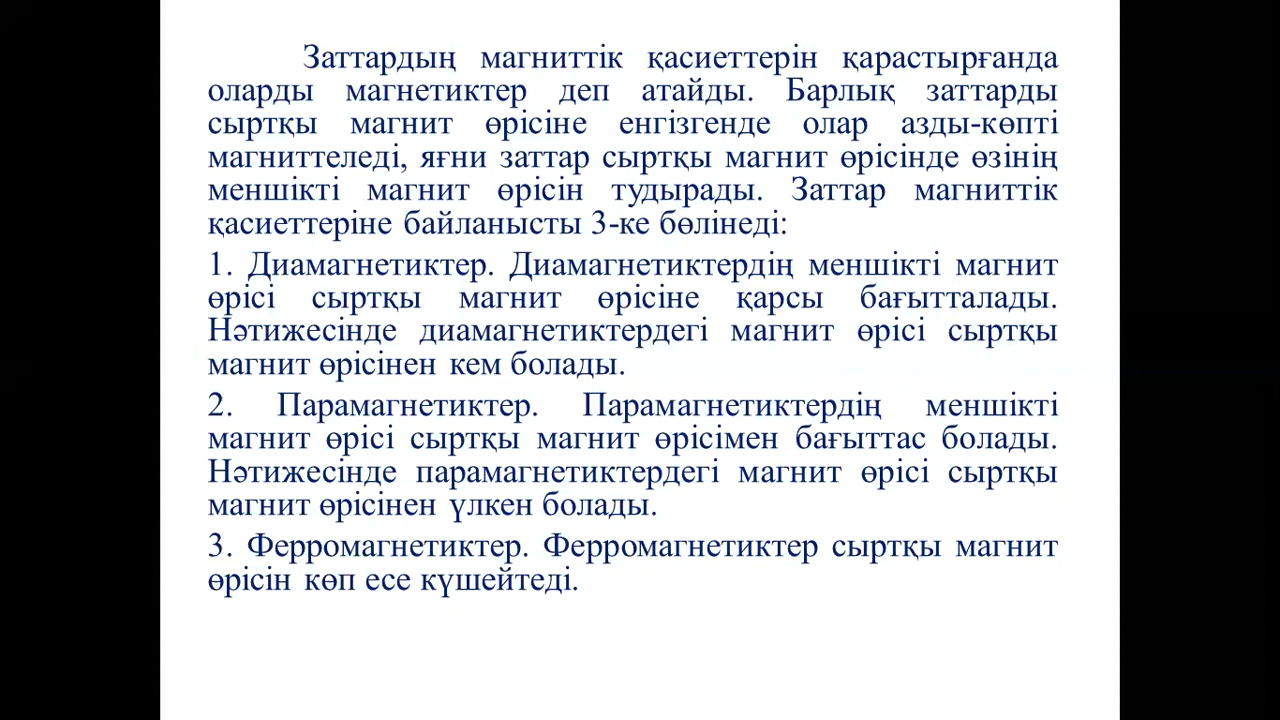 Заттардың магниттік қасиеттерін қарастырғанда
оларды магнетиктер деп атайды. Барлық заттарды
сыртқы магнит өрісіне енгізгенде олар азды-көпті
магниттеледі, яғни заттар сыртқы магнит өрісінде өзінің
меншікті магнит өрісін тудырады. Заттар магниттік
қасиеттеріне байланысты 3-ке бөлінеді:
1. Диамагнетиктер. Диамагнетиктердің меншікті магнит
өрісі сыртқы магнит өрісіне қарсы бағытталады.
Нәтижесінде диамагнетиктердегі магнит өрісі сыртқы
магнит өрісінен кем болады.
2. Парамагнетиктер. Парамагнетиктердің меншікті
магнит өрісі сыртқы магнит өрісімен бағыттас болады.
Нәтижесінде парамагнетиктердегі магнит өрісі сыртқы
магнит өрісінен үлкен болады.
3. Ферромагнетиктер. Ферромагнетиктер сыртқы магнит
өрісін көп есе күшейтеді.